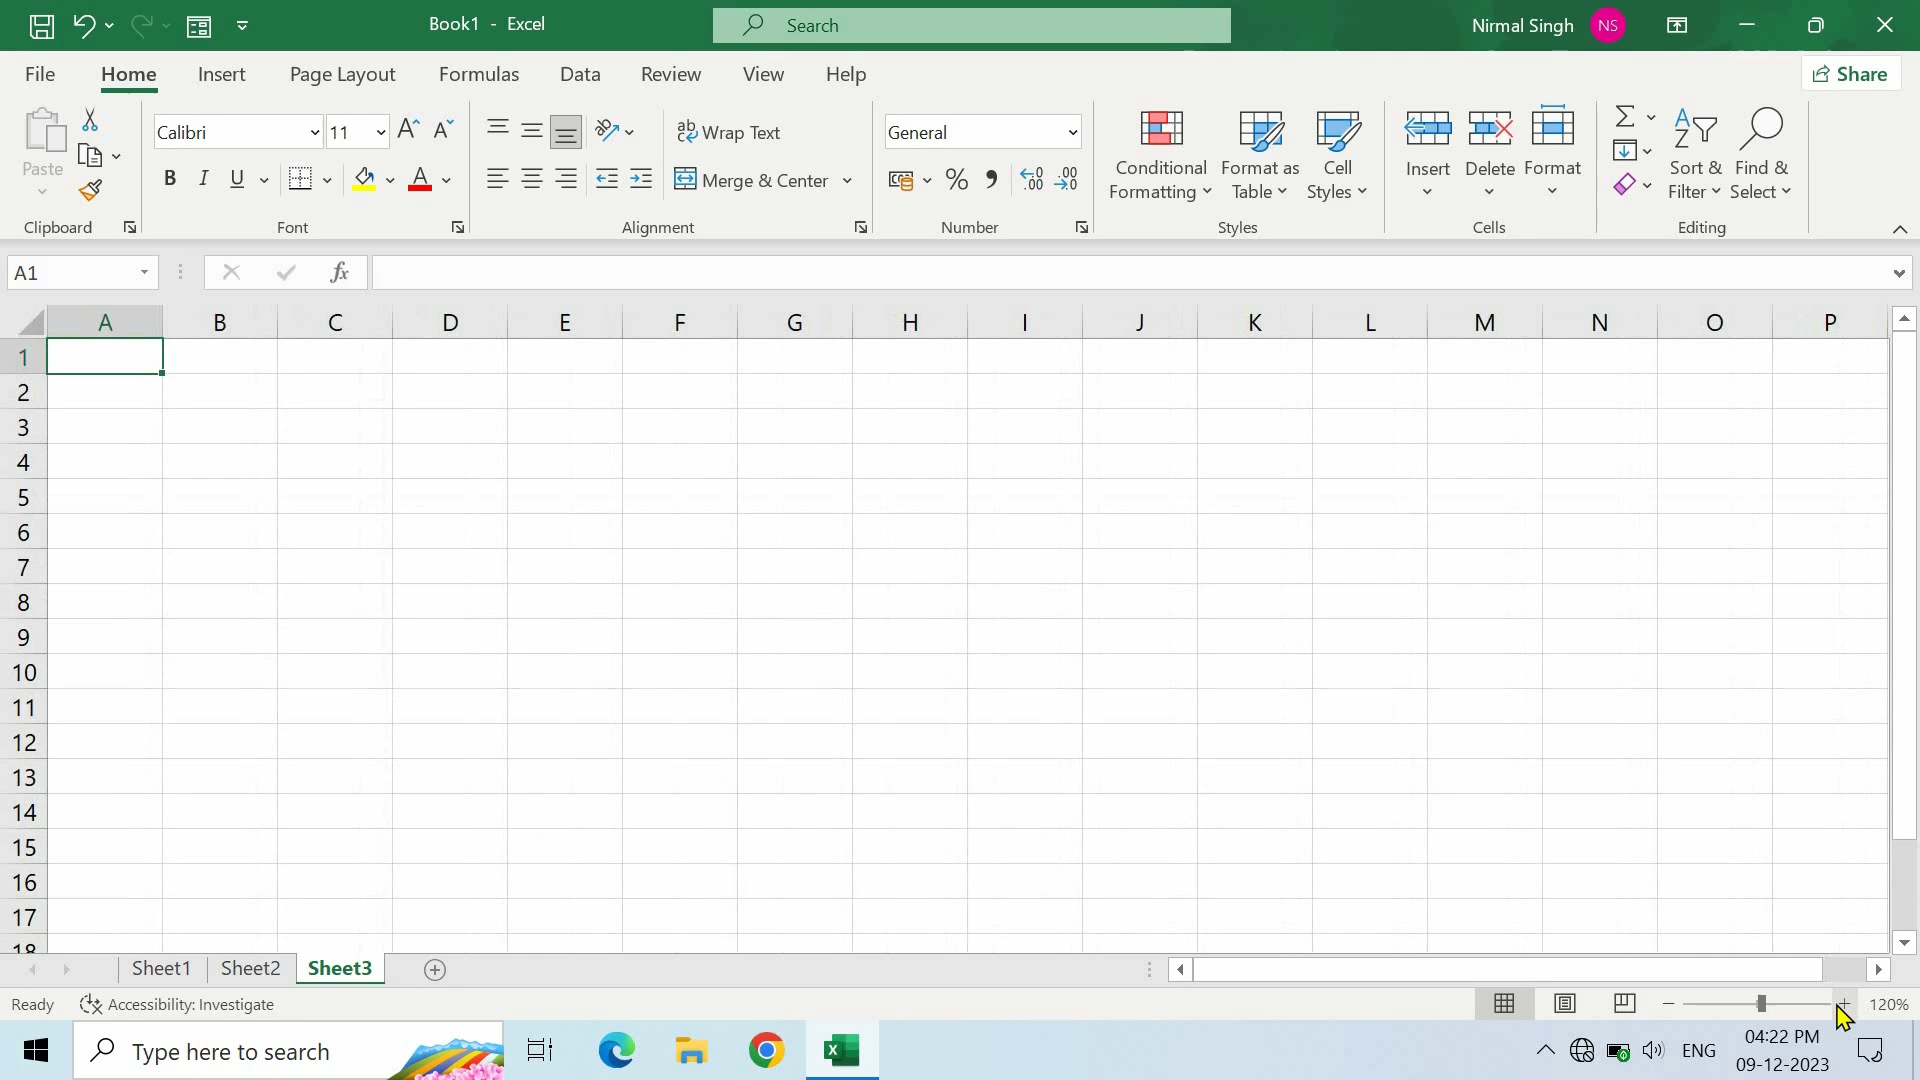 Book1 - Excel
Search
Nirmal Singh
NS
File Home Insert Page Layout Formulas Data Review View Help
Share
Paste
Calibri
11
B I U
A
Wrap Text
Merge & Center
General
Conditional Formatting
Format as Table
Cell Styles
Insert
Delete
Format
Sort & Filter
Find & Select
Clipboard
Font
Alignment
Number
Styles
Cells
Editing
A1
fx
A B C D E F G H I J K L M N O P
1
2
3
4
5
6
7
8
9
10
11
12
13
14
15
16
17
18
Sheet1 Sheet2 Sheet3
Ready
Accessibility: Investigate
120%
Type here to search
ENG
04:22 PM
09-12-2023